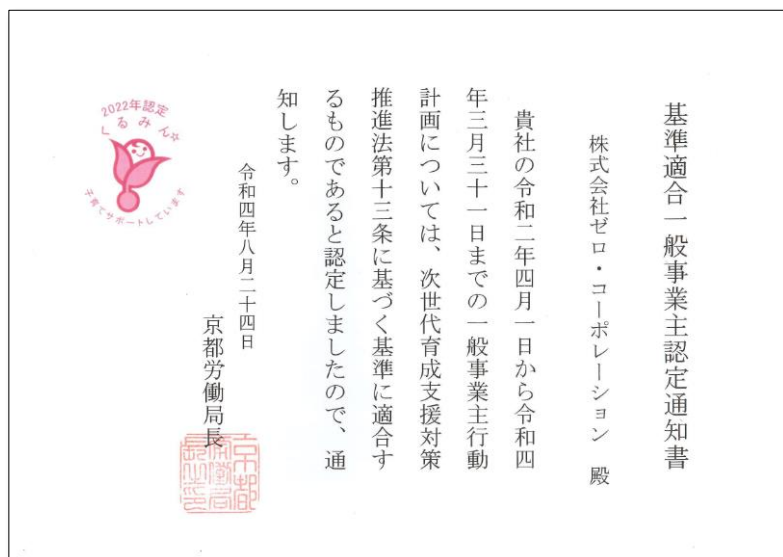 基準適合一般事業主認定通知書
株式会社ゼロ・コーポレーション 殿
貴社の令和二年四月一日から令和四
年三月三十一日までの一般事業主行動
計画については、次世代育成支援対策
推進法第十三条に基づく基準に適合す
るものであると認定しましたので、通
知します。
令和四年八月二十四日
京都労働局長
京都労働局長之印
2022年認定
くるみん
子育てサポートしています